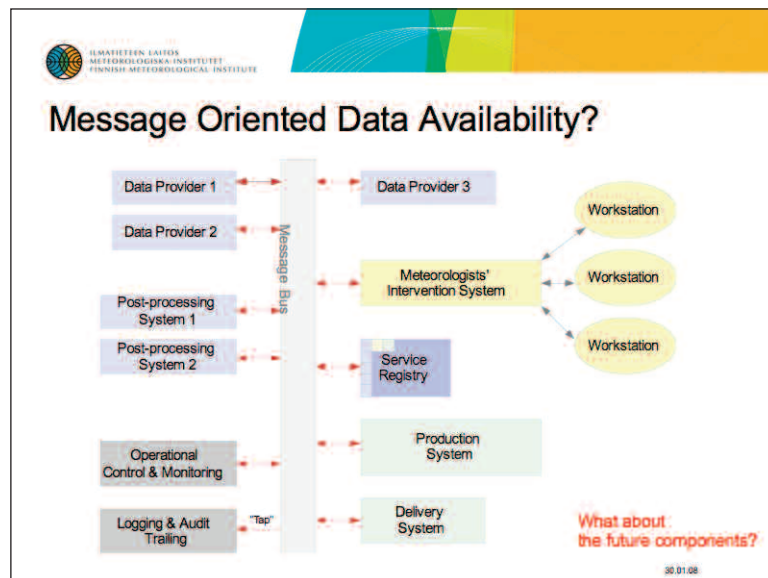 ILMATIETEEN LAITOS
METEOROLOGISKA INSTITUTET
FINNISH METEOROLOGICAL INSTITUTE
Message Oriented Data Availability?
Data Provider 1
Data Provider 3
Workstation
Data Provider 2
Message Bus
Meteorologists'
Intervention System
Workstation
Post-processing
System 1
Workstation
Post-processing
System 2
Service
Registry
Operational
Control & Monitoring
Production
System
Logging & Audit
Trailing
"Tap"
Delivery
System
What about
the future components?
30.01.08